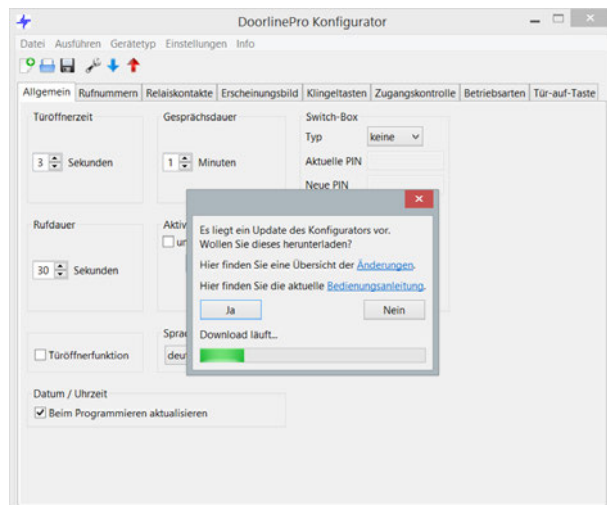 DoorlinePro Konfigurator
Datei Ausführen Gerätetyp Einstellungen Info
Allgemein Rufnummern Relaiskontakte Erscheinungsbild Klingeltasten Zugangskontrolle Betriebsarten Tür-auf-Taste
Türöffnerzeit Gesprächsdauer Switch-Box
Typ keine
3 Sekunden 1 Minuten Aktuelle PIN
Neue PIN
Rufdauer
Es liegt ein Update des Konfigurators vor.
Wollen Sie dieses herunterladen?
Hier finden Sie eine Übersicht der Änderungen.
30 Sekunden
Hier finden Sie die aktuelle Bedienungsanleitung.
Ja Nein
Download läuft...
Türöffnerfunktion
Datum / Uhrzeit
Beim Programmieren aktualisieren